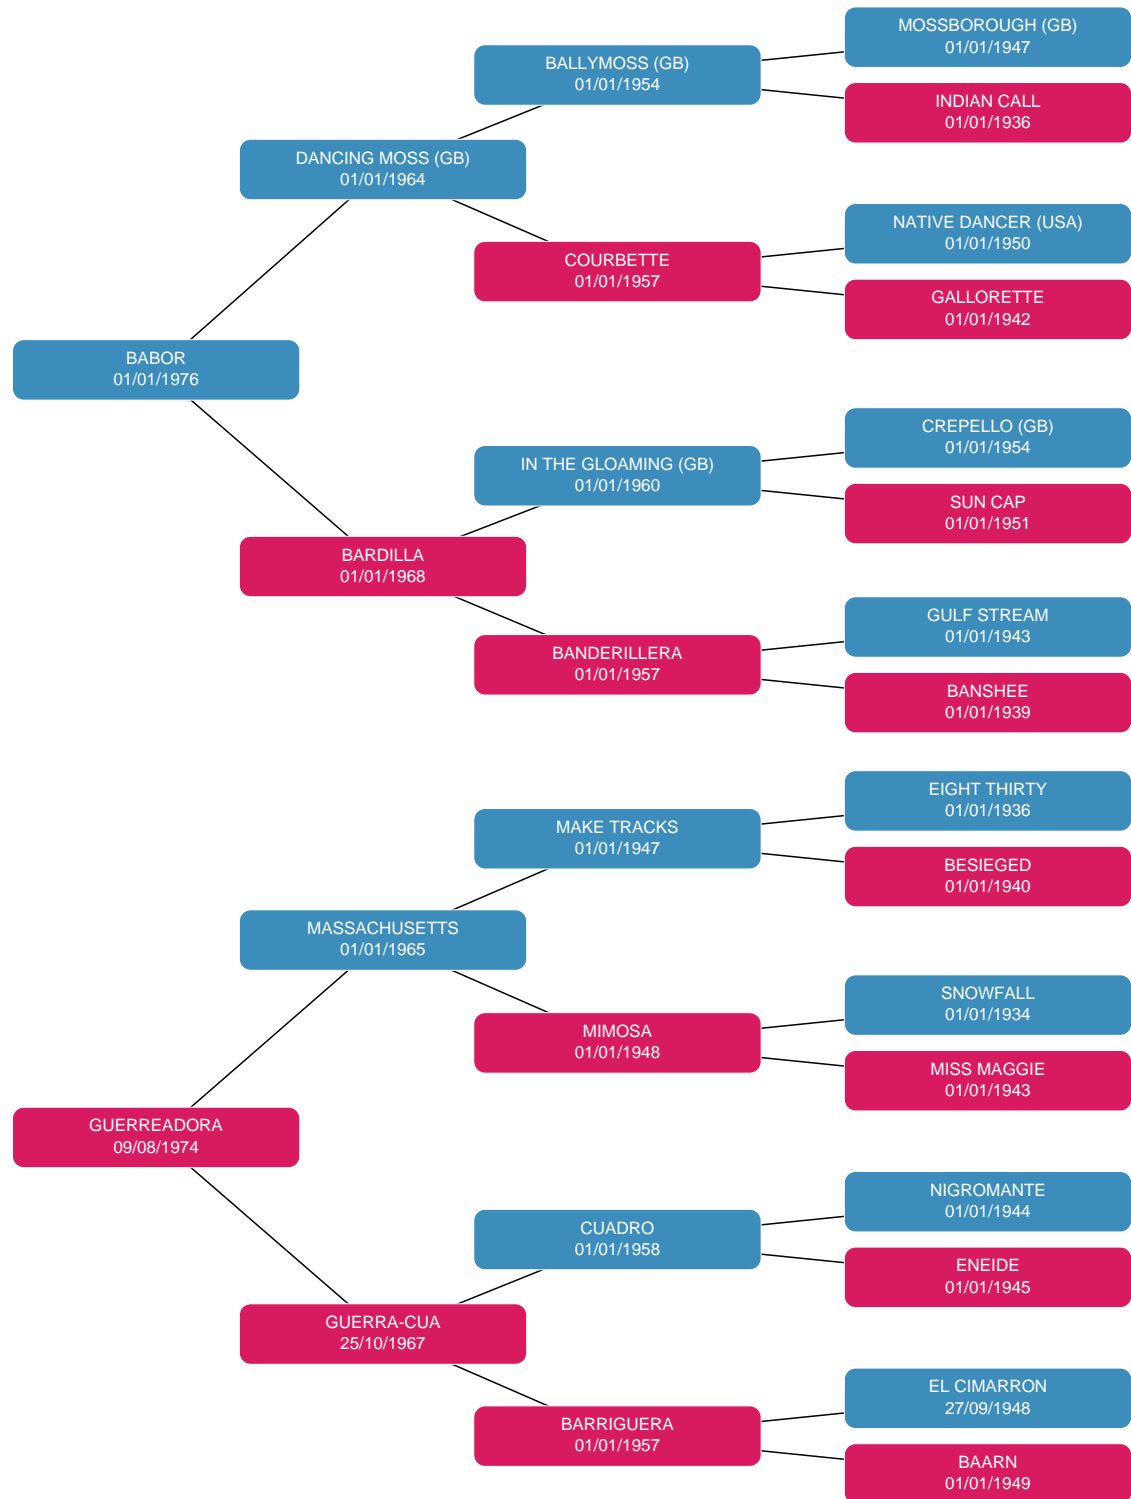 MOSSBOROUGH (GB)
01/01/1947
BALLYMOSS (GB)
01/01/1954
INDIAN CALL
01/01/1936
DANCING MOSS (GB)
01/01/1964
NATIVE DANCER (USA)
01/01/1950
COURBETTE
01/01/1957
GALLORETTE
01/01/1942
BABOR
01/01/1976
CREPELLO (GB)
01/01/1954
IN THE GLOAMING (GB)
01/01/1960
SUN CAP
01/01/1951
BARDILLA
01/01/1968
GULF STREAM
01/01/1943
BANDERILLERA
01/01/1957
BANSHEE
01/01/1939
EIGHT THIRTY
01/01/1936
MAKE TRACKS
01/01/1947
BESIEGED
01/01/1940
MASSACHUSETTS
01/01/1965
SNOWFALL
01/01/1934
MIMOSA
01/01/1948
MISS MAGGIE
01/01/1943
GUERREADORA
09/08/1974
NIGROMANTE
01/01/1944
CUADRO
01/01/1958
ENEIDE
01/01/1945
GUERRA-CUA
25/10/1967
EL CIMARRON
27/09/1948
BARRIGUERA
01/01/1957
BAARN
01/01/1949